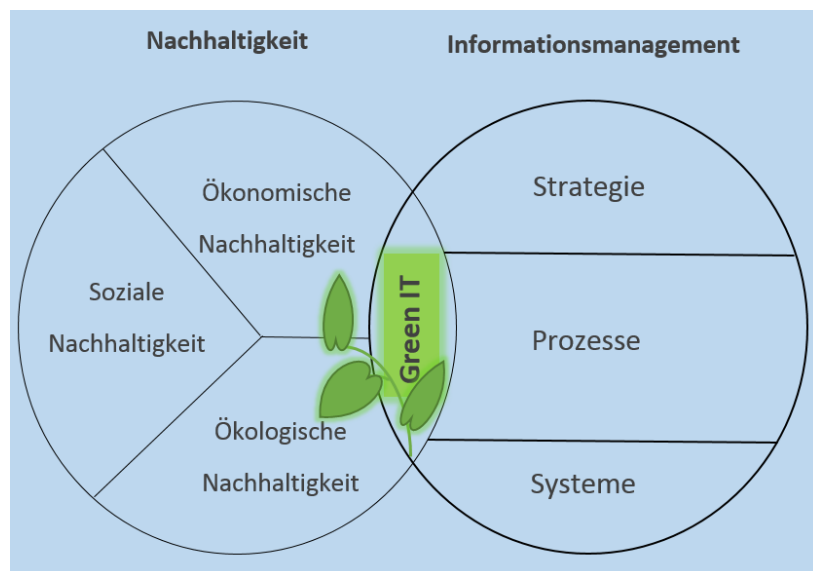 Nachhaltigkeit
Informationsmanagement
Ökonomische
Nachhaltigkeit
Soziale
Nachhaltigkeit
Ökologische
Nachhaltigkeit
Green IT
Strategie
Prozesse
Systeme